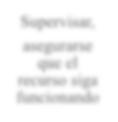 Supervisar,
asegurarse
que el
recurso siga
funcionando